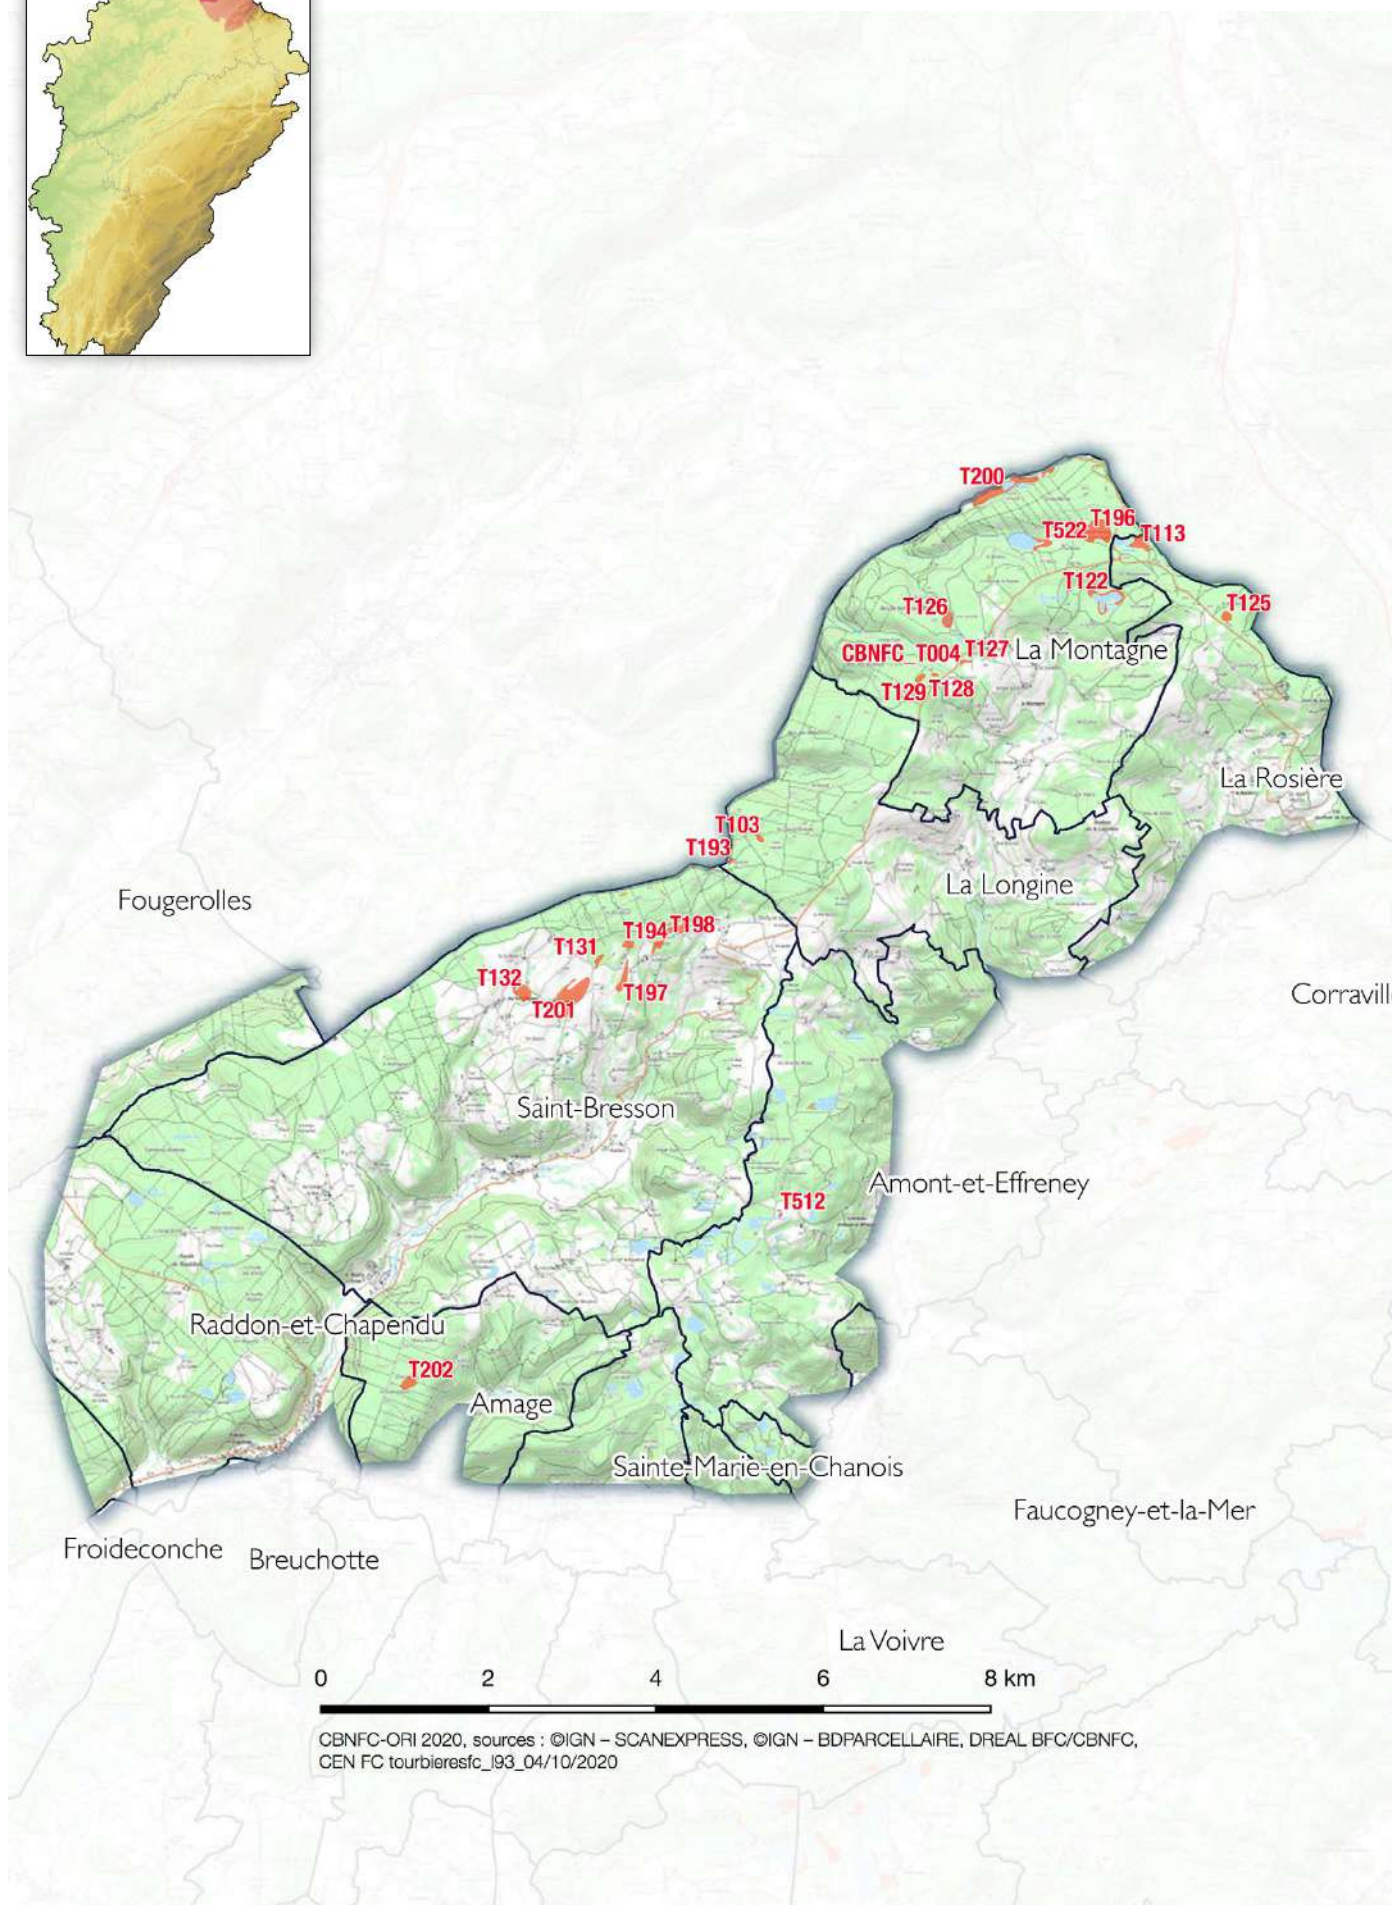 T200
T196
T522
T113
T122
T126
T125
CBNFC_T004
T127
La Montagne
T129
T128
La Rosière
T103
T193
La Longine
Fougerolles
T194
T198
T131
T132
T197
T201
Corravill
Saint-Bresson
Amont-et-Effreney
T512
Raddon-et-Chapendu
T202
Amage
Sainte-Marie-en-Chanois
Faucogney-et-la-Mer
Froideconche
Breuchotte
La Voivre
0 2 4 6 8 km
CBNFC-ORI 2020, sources : ©IGN – SCANEXPRESS, ©IGN – BDPARCELLAIRE, DREAL BFC/CBNFC,
CEN FC tourbieresfc_l93_04/10/2020